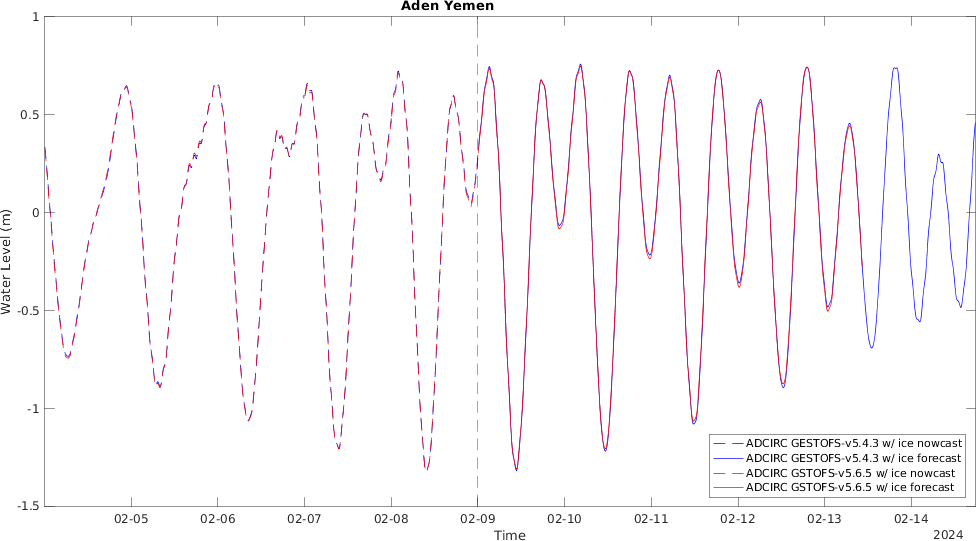 Aden Yemen
1
0.5
0
-0.5
-1
-1.5
Water Level (m)
02-05 02-06 02-07 02-08 02-09 02-10 02-11 02-12 02-13 02-14
Time
2024
ADCIRC GESTOFS-v5.4.3 w/ ice nowcast
ADCIRC GESTOFS-v5.4.3 w/ ice forecast
ADCIRC GSTOFS-v5.6.5 w/ ice nowcast
ADCIRC GSTOFS-v5.6.5 w/ ice forecast